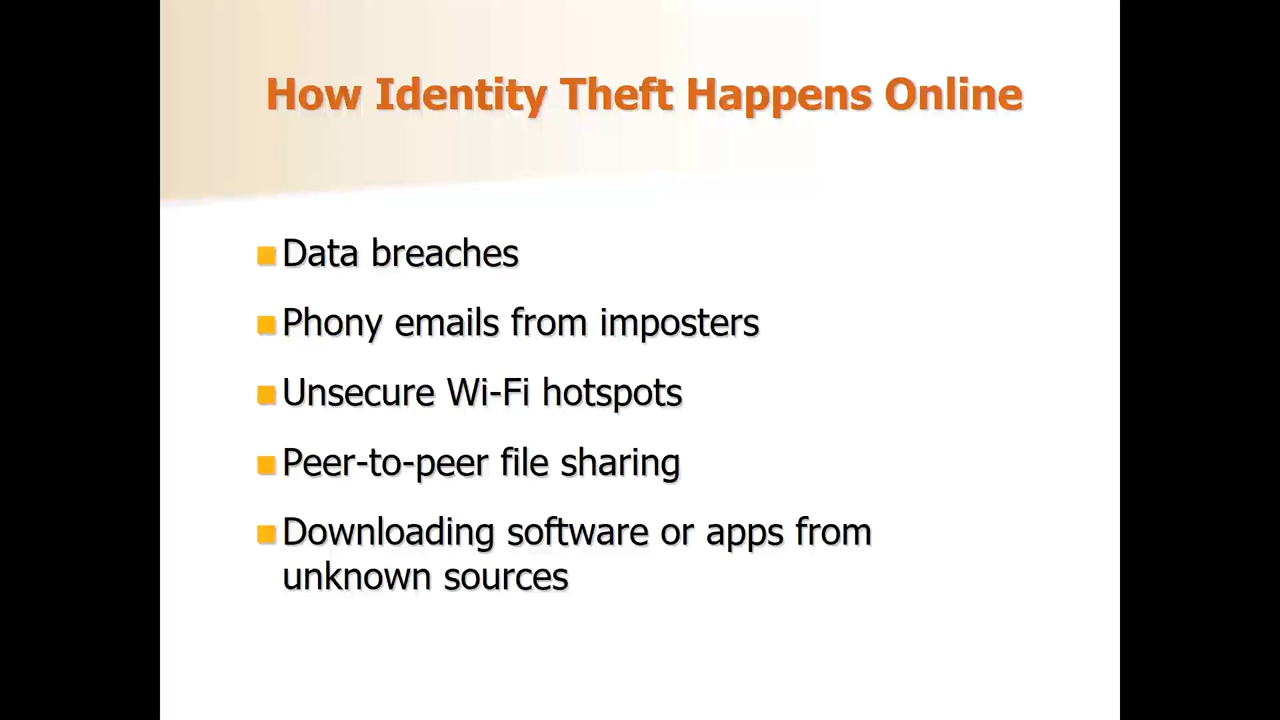 How Identity Theft Happens Online
Data breaches
Phony emails from imposters
Unsecure Wi-Fi hotspots
Peer-to-peer file sharing
Downloading software or apps from
unknown sources